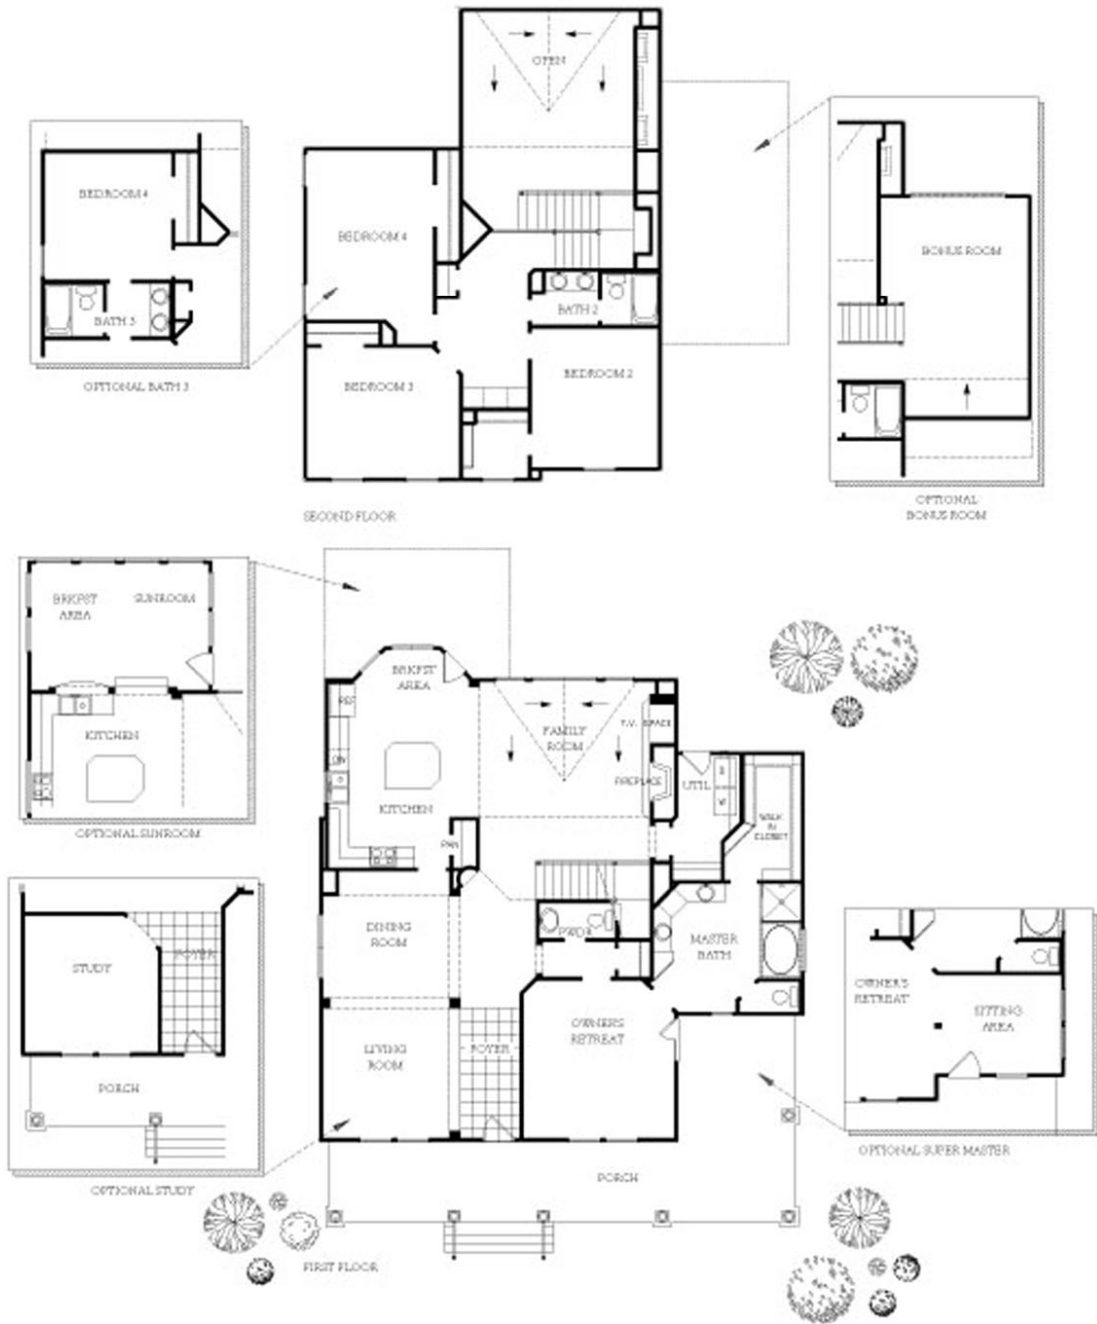 OPEN
BEDROOM 4
BATH 3
OPTIONAL BATH 3
BEDROOM 4
BATH 2
BEDROOM 3
BEDROOM 2
SECOND FLOOR
BONUS ROOM
OPTIONAL
BONUS ROOM
BRKFST
AREA
SUNROOM
KITCHEN
OPTIONAL SUNROOM
BRKFST
AREA
REF
DW
KITCHEN
PAN
FAMILY
ROOM
T.V. SPACE
FIREPLACE
UTIL
D
W
WALK
IN
CLOSET
DINING
ROOM
PWDR
MASTER
BATH
LIVING
ROOM
FOYER
OWNER'S
RETREAT
PORCH
FIRST FLOOR
STUDY
FOYER
PORCH
OPTIONAL STUDY
OWNER'S
RETREAT
SITTING
AREA
OPTIONAL SUPER MASTER